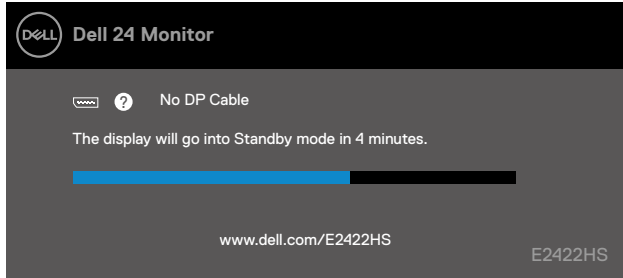 DELL Dell 24 Monitor
? No DP Cable
The display will go into Standby mode in 4 minutes.
www.dell.com/E2422HS
E2422HS